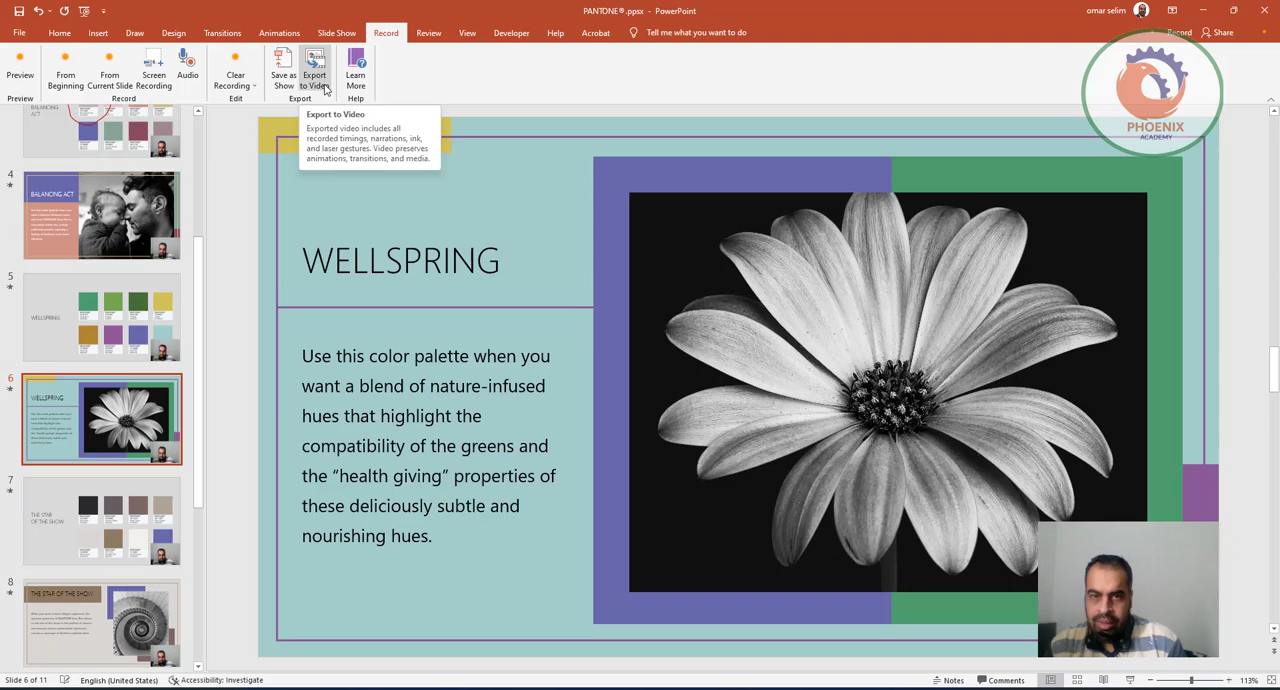 PANTONE®.ppsx - PowerPoint
omar selim
File Home Insert Draw Design Transitions Animations Slide Show Record Review View Developer Help Acrobat Tell me what you want to do Record Share
Preview
From Beginning
From Current Slide
Screen Recording
Audio
Clear Recording
Save as Show
Export to Video
Learn More
Preview Record Edit Export Help
Export to Video
Exported video includes all
recorded timings, narrations, ink,
and laser gestures. Video preserves
animations, transitions, and media.
PHOENIX
ACADEMY
BALANCING
ACT
4
BALANCING ACT
5
WELLSPRING
6
WELLSPRING
7
THE STAR
OF THE SHOW
8
THE STAR OF THE SHOW
WELLSPRING
Use this color palette when you
want a blend of nature-infused
hues that highlight the
compatibility of the greens and
the “health giving” properties of
these deliciously subtle and
nourishing hues.
Slide 6 of 11 English (United States) Accessibility: Investigate Notes Comments 113%